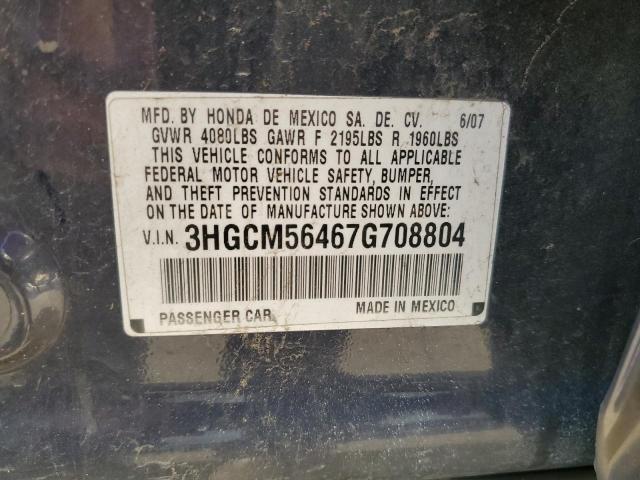 MFD. BY HONDA DE MEXICO SA. DE. CV. 6/07
GVWR 4080LBS GAWR F 2195LBS R 1960LBS
THIS VEHICLE CONFORMS TO ALL APPLICABLE
FEDERAL MOTOR VEHICLE SAFETY, BUMPER,
AND THEFT PREVENTION STANDARDS IN EFFECT
ON THE DATE OF MANUFACTURE SHOWN ABOVE:
V.I.N. 3HGCM56467G708804
PASSENGER CAR MADE IN MEXICO